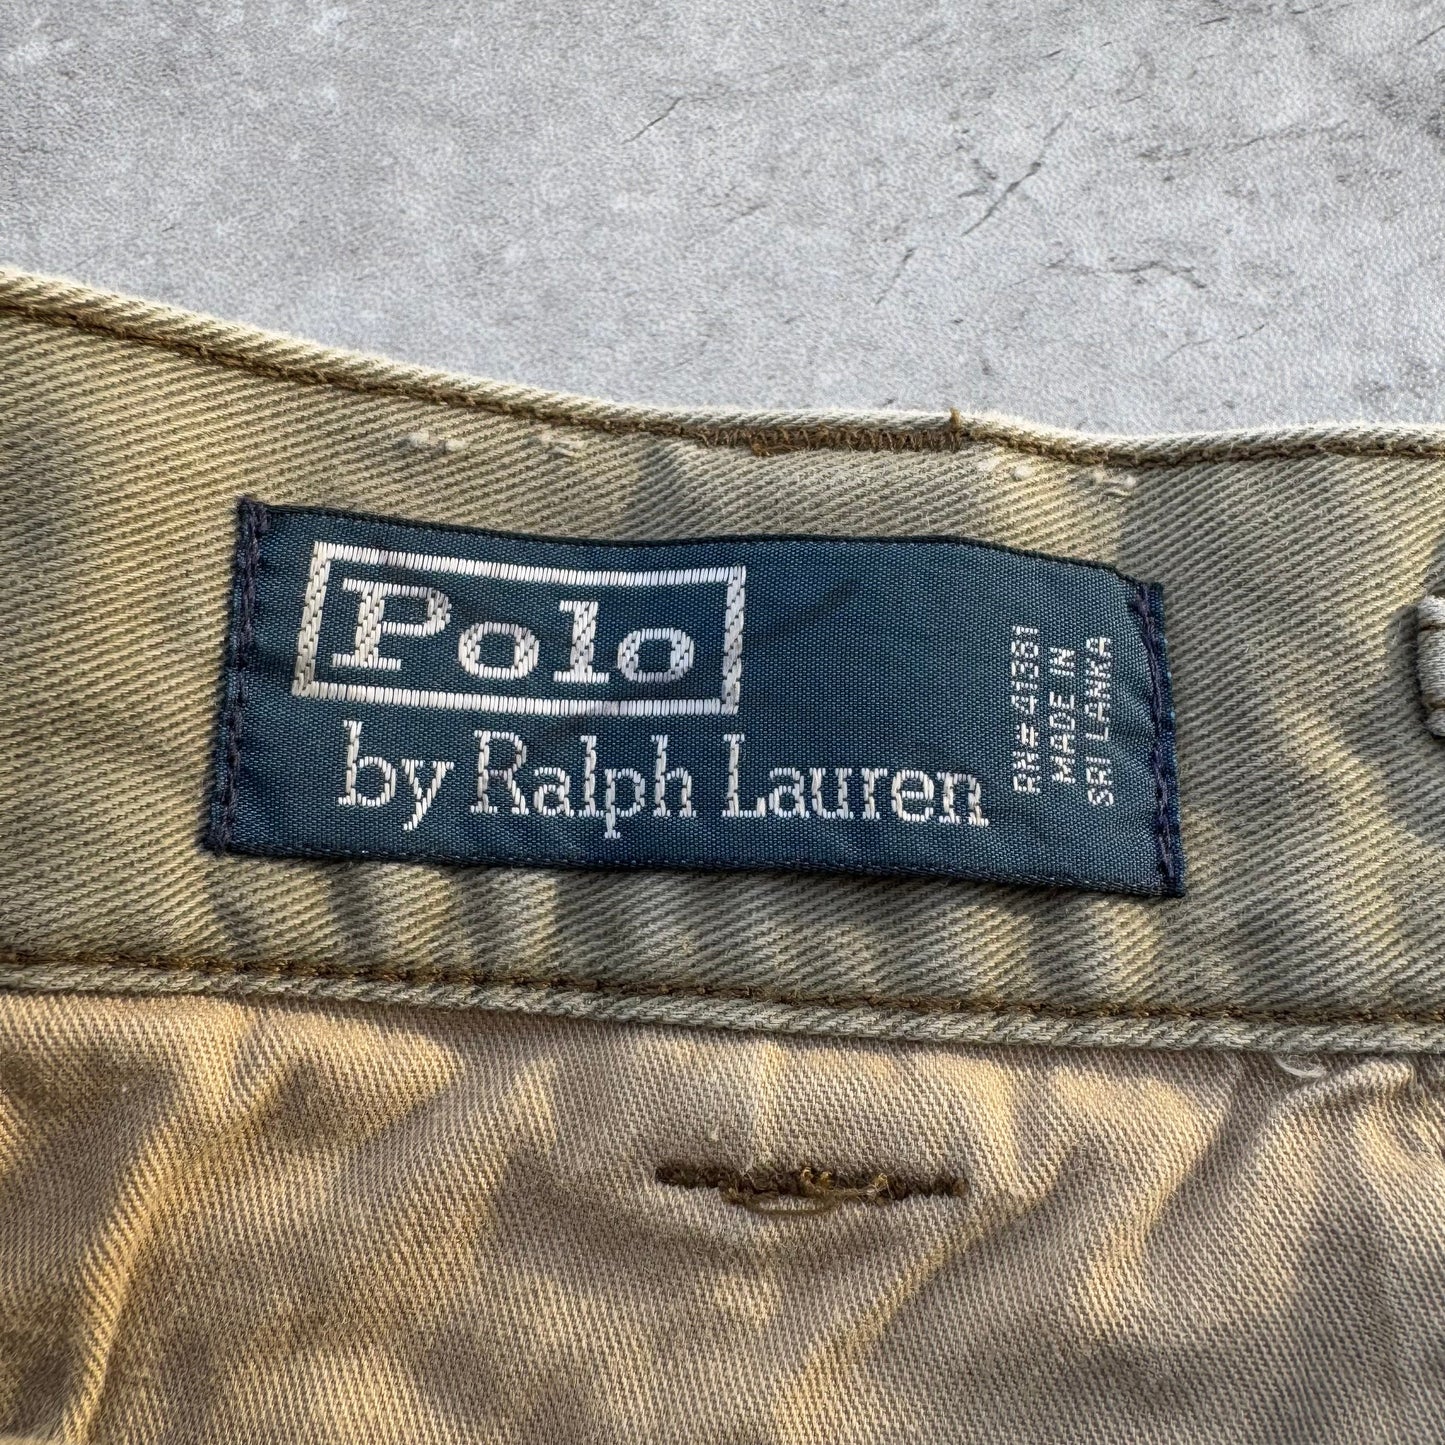 Polo
by Ralph Lauren
RN# 41381
MADE IN
SRI LANKA